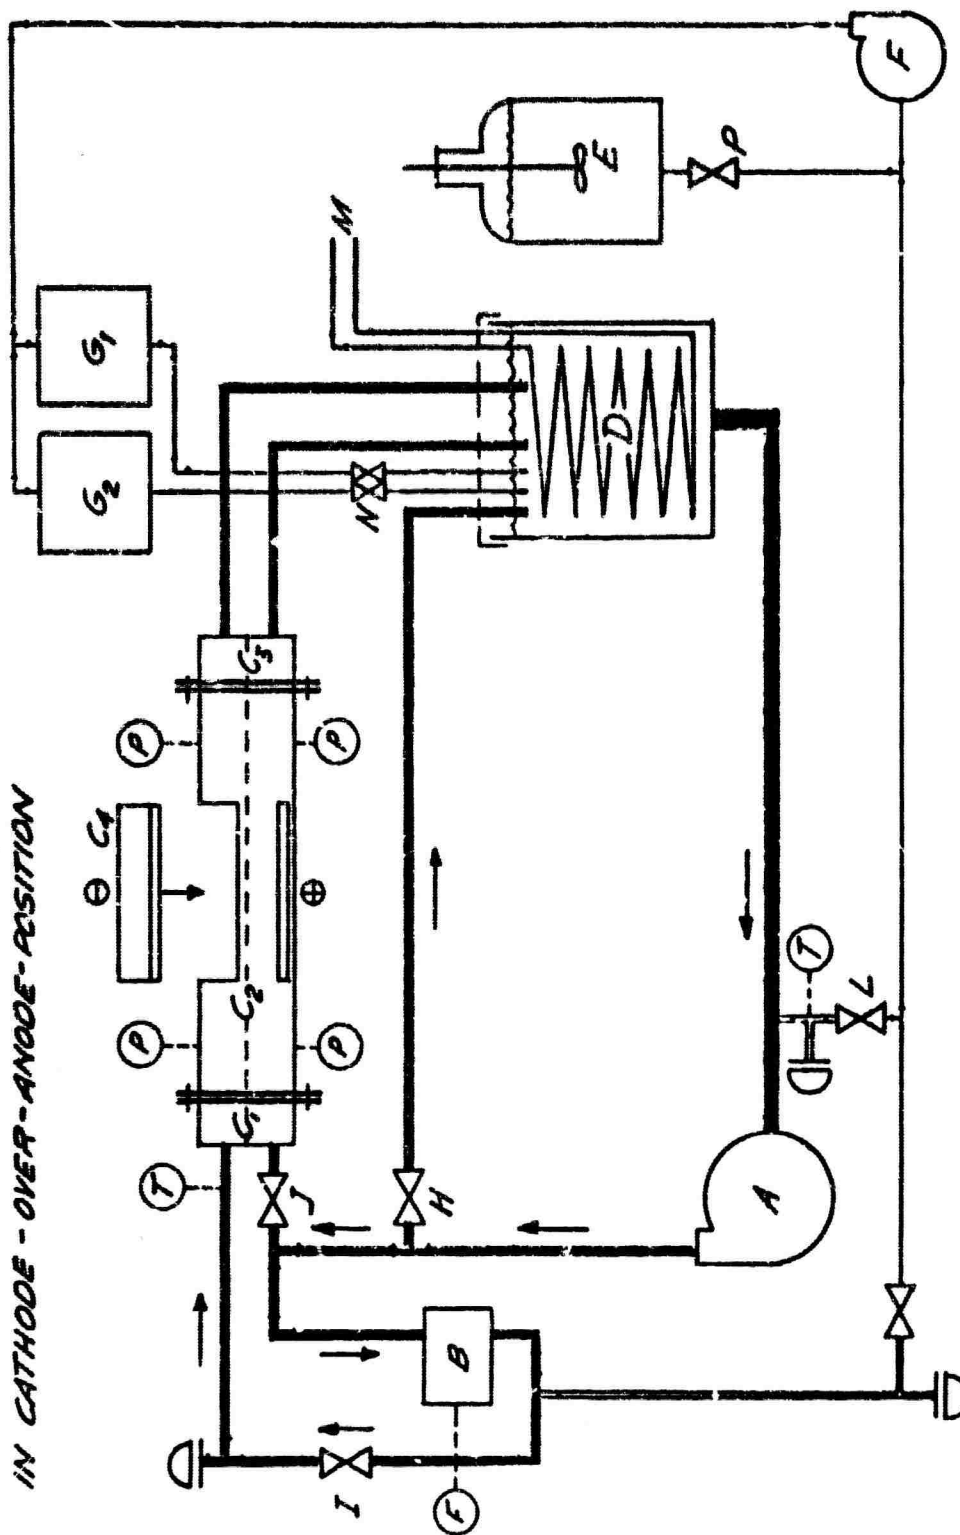 IN CATHODE-OVER-ANODE-POSITION
F
E
P
M
G1
G2
N
D
C3
P
P
C4
⊖
⊕
C2
P
P
C1
T
J
H
T
L
A
B
I
F